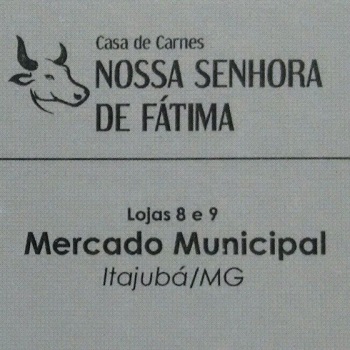 Casa de Carnes
NOSSA SENHORA
DE FÁTIMA
Lojas 8 e 9
Mercado Municipal
Itajubá/MG